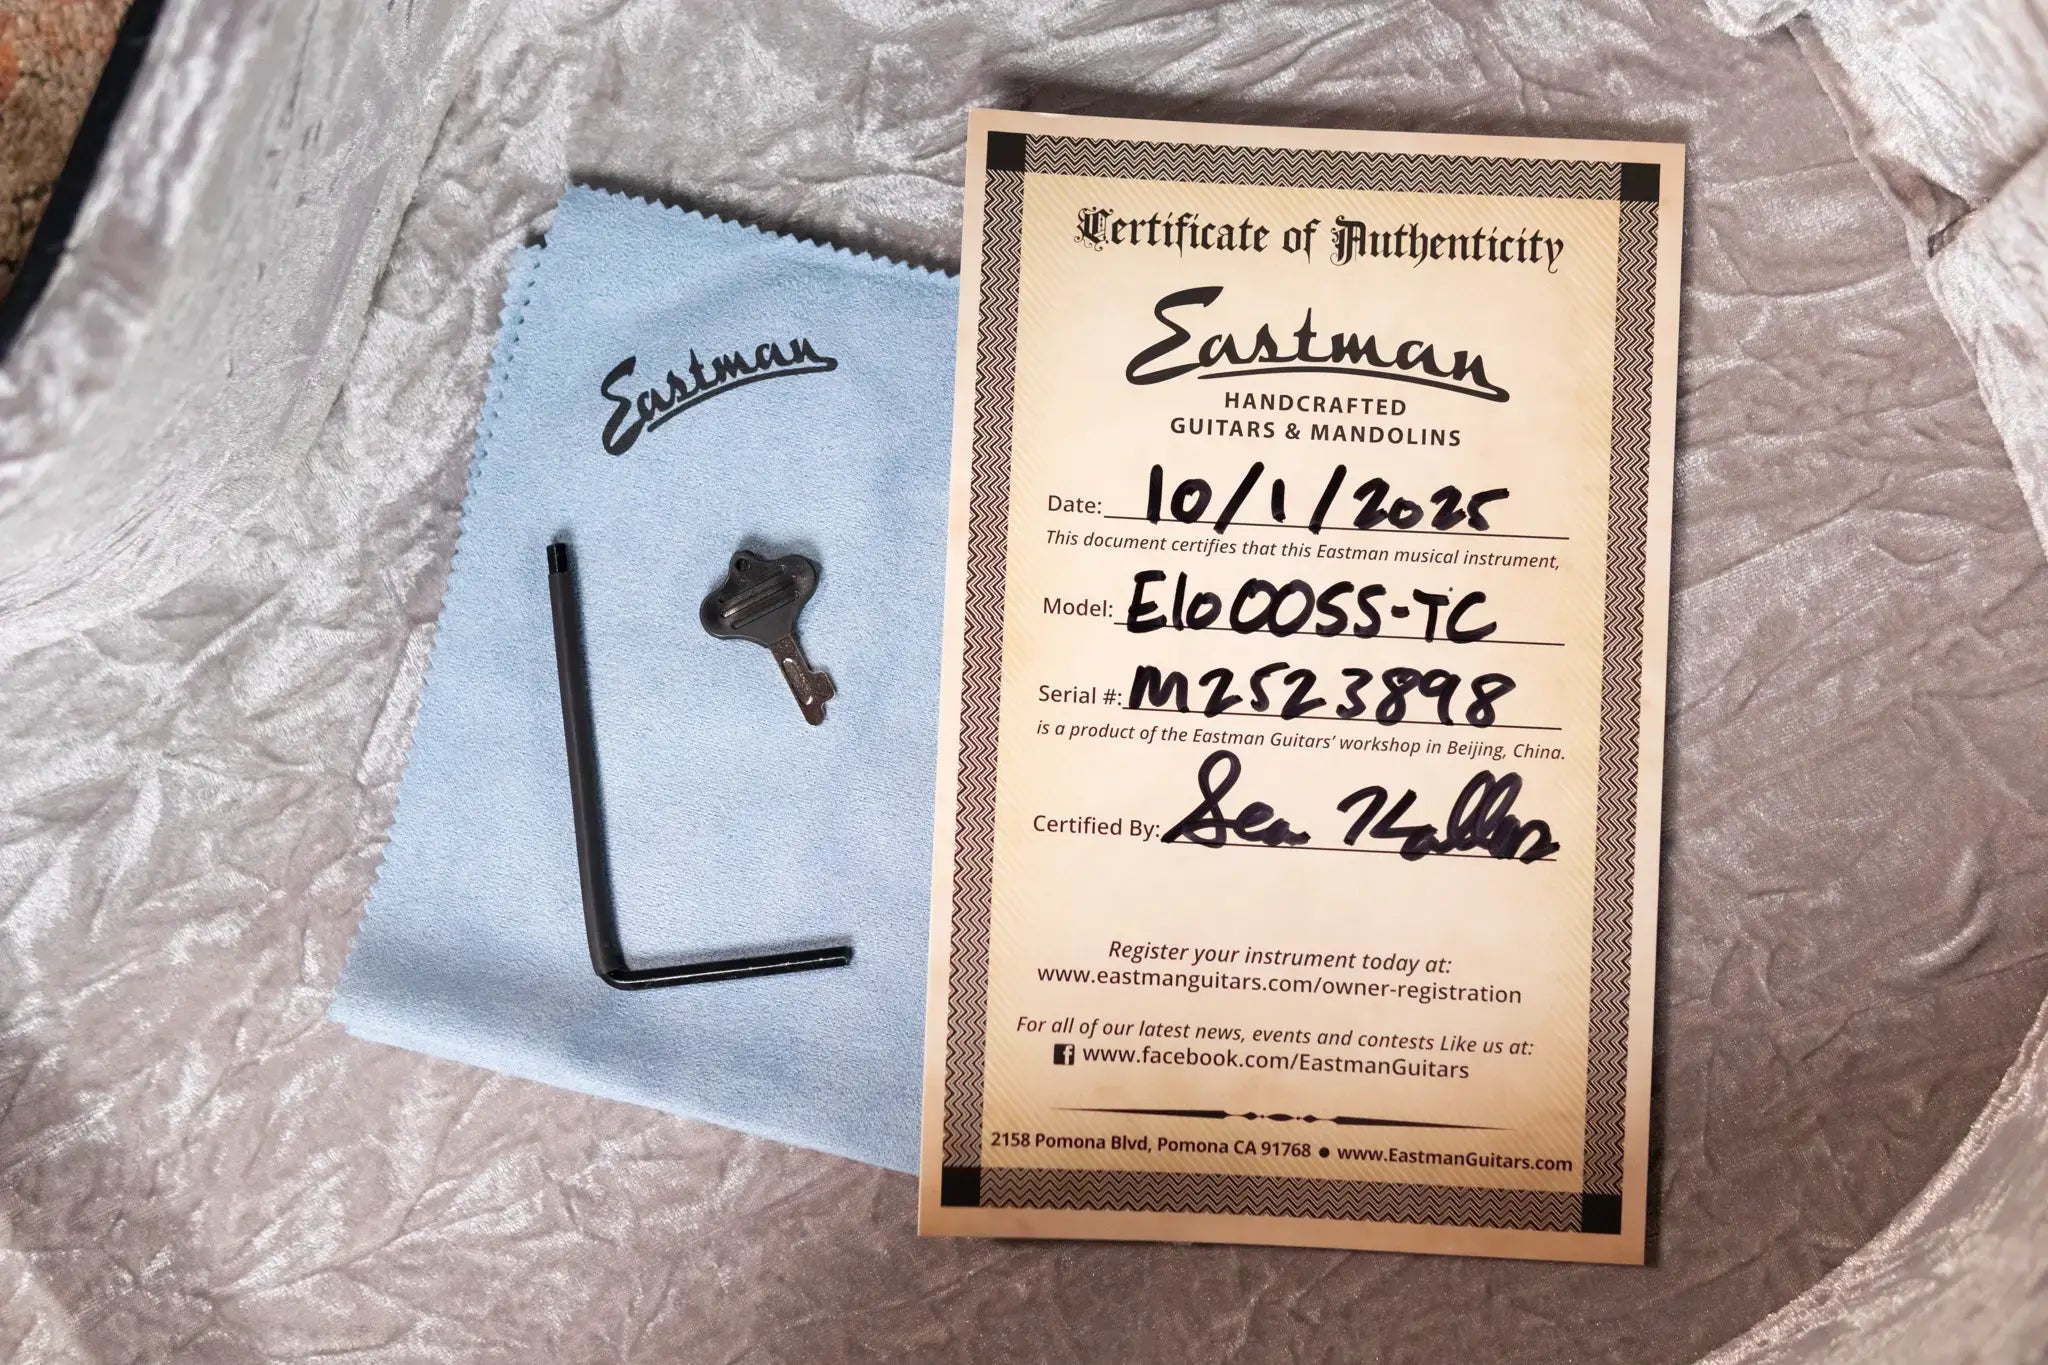 Eastman
Certificate of Authenticity
Eastman
HANDCRAFTED
GUITARS & MANDOLINS
Date: 10/1/2025
This document certifies that this Eastman musical instrument,
Model: E10OOSS-TC
Serial #: M2523898
is a product of the Eastman Guitars' workshop in Beijing, China.
Certified By: Sean
Register your instrument today at:
www.eastmanguitars.com/owner-registration
For all of our latest news, events and contests Like us at:
f www.facebook.com/EastmanGuitars
2158 Pomona Blvd, Pomona CA 91768 ● www.EastmanGuitars.com